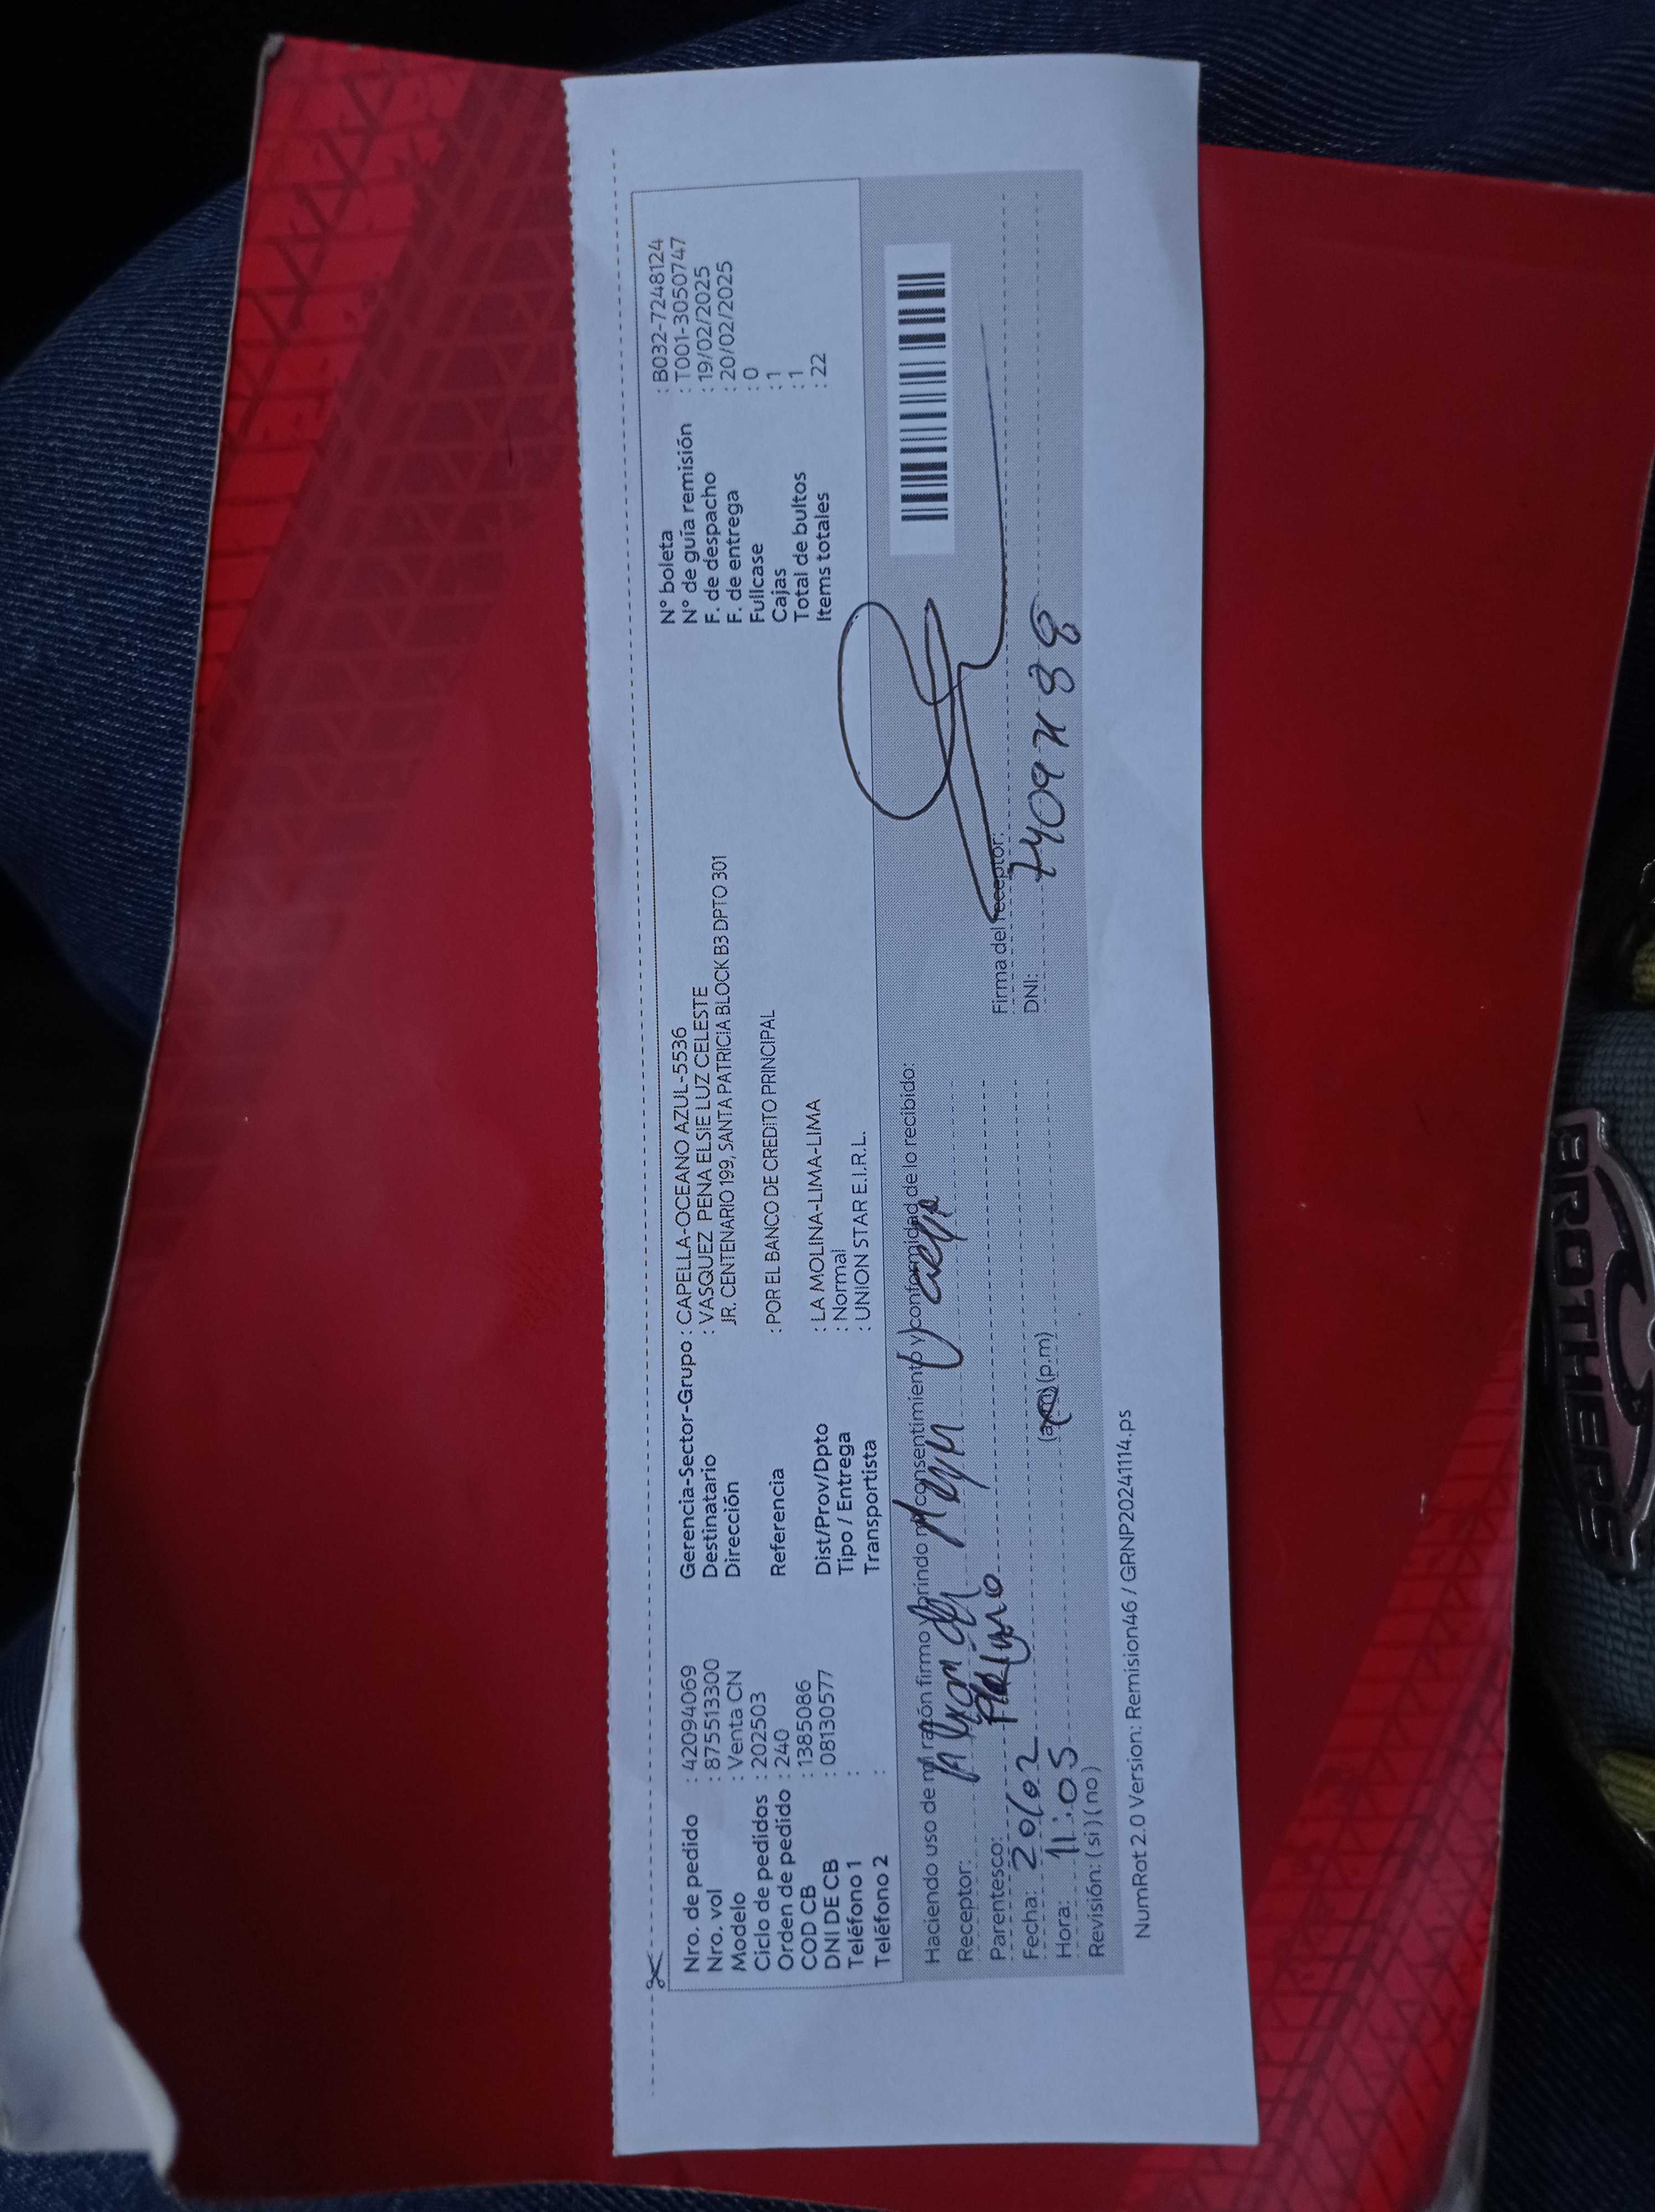 Nro. de pedido : 42094069
Nro. vol : 875513300
Modelo : Venta CN
Ciclo de pedidos : 202503
Orden de pedido : 240
COD CB : 1385086
DNI DE CB : 08130577
Teléfono 1 :
Teléfono 2 :
Gerencia-Sector-Grupo : CAPELLA-OCEANO AZUL-5536
Destinatario : VASQUEZ PENA ELSIE LUZ CELESTE
Dirección JR. CENTENARIO 199, SANTA PATRICIA BLOCK B3 DPTO 301
Referencia : POR EL BANCO DE CREDITO PRINCIPAL
Dist/Prov/Dpto : LA MOLINA-LIMA-LIMA
Tipo / Entrega : Normal
Transportista : UNION STAR E.I.R.L.
N° boleta : B032-7248124
N° de guía remisión : T001-3050747
F. de despacho : 19/02/2025
F. de entrega : 20/02/2025
Fullcase : 0
Cajas : 1
Total de bultos : 1
Items totales : 22
Haciendo uso de mi razón firmo y brindo mi consentimiento y conformidad de lo recibido:
Receptor:
Parentesco:
Fecha: 20/02
Hora: 11:05 (a.m) (p.m)
Revisión: ( si ) ( no )
Firma del receptor:
DNI:
NumRot 2.0 Version: Remision46 / GRNP20241114.ps
BROTHERS